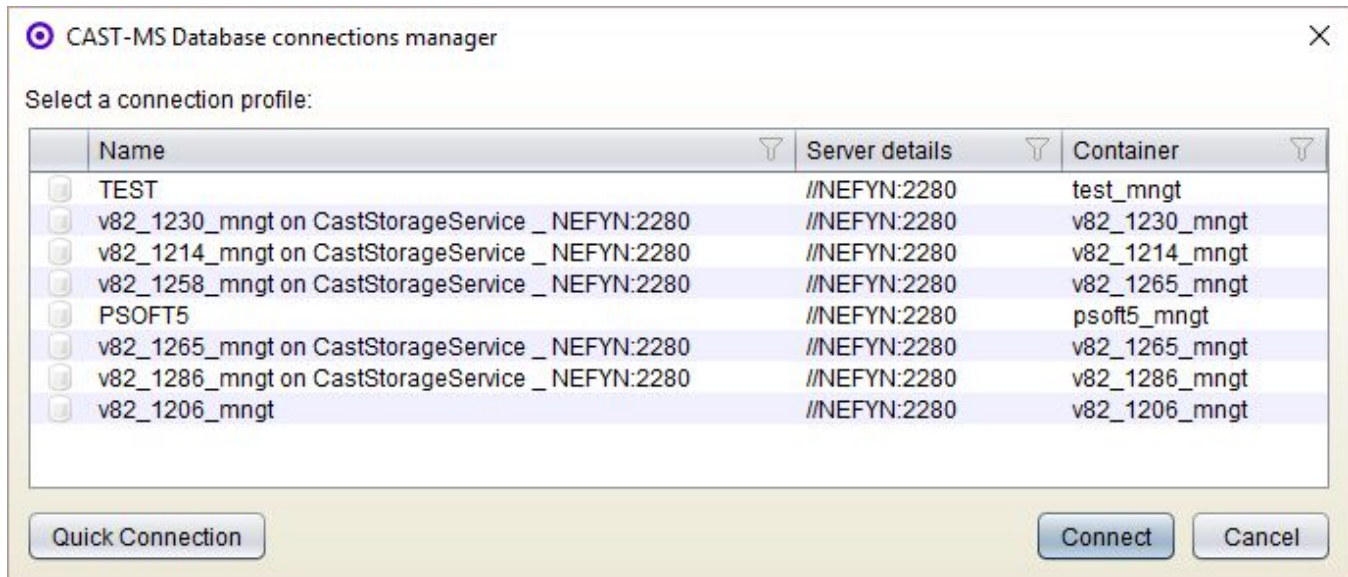 CAST-MS Database connections manager
Select a connection profile:
Name Server details Container
TEST //NEFYN:2280 test_mngt
v82_1230_mngt on CastStorageService _ NEFYN:2280 //NEFYN:2280 v82_1230_mngt
v82_1214_mngt on CastStorageService _ NEFYN:2280 //NEFYN:2280 v82_1214_mngt
v82_1258_mngt on CastStorageService _ NEFYN:2280 //NEFYN:2280 v82_1265_mngt
PSOFT5 //NEFYN:2280 psoft5_mngt
v82_1265_mngt on CastStorageService _ NEFYN:2280 //NEFYN:2280 v82_1265_mngt
v82_1286_mngt on CastStorageService _ NEFYN:2280 //NEFYN:2280 v82_1286_mngt
v82_1206_mngt //NEFYN:2280 v82_1206_mngt
Quick Connection Connect Cancel